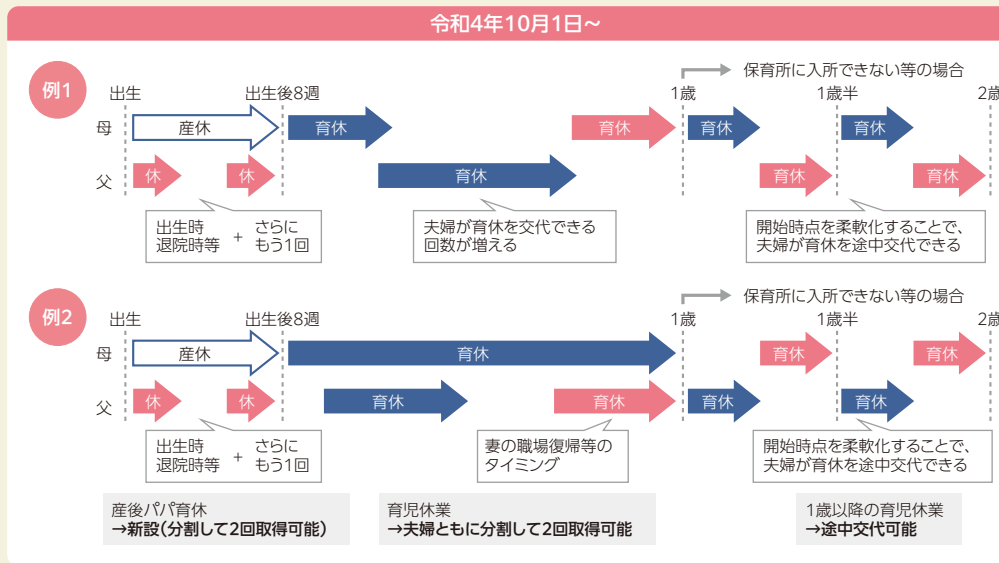 令和4年10月1日～
例1
保育所に入所できない等の場合
出生
出生後8週
1歳
1歳半
2歳
母
産休
育休
育休
育休
育休
父
休
休
育休
育休
育休
出生時
退院時等
+
さらに
もう1回
夫婦が育休を交代できる
回数が増える
開始時点を柔軟化することで、
夫婦が育休を途中交代できる
例2
保育所に入所できない等の場合
出生
出生後8週
1歳
1歳半
2歳
母
産休
育休
育休
育休
父
休
休
育休
育休
育休
育休
出生時
退院時等
+
さらに
もう1回
妻の職場復帰等の
タイミング
開始時点を柔軟化することで、
夫婦が育休を途中交代できる
産後パパ育休
→新設(分割して2回取得可能)
育児休業
→夫婦ともに分割して2回取得可能
1歳以降の育児休業
→途中交代可能